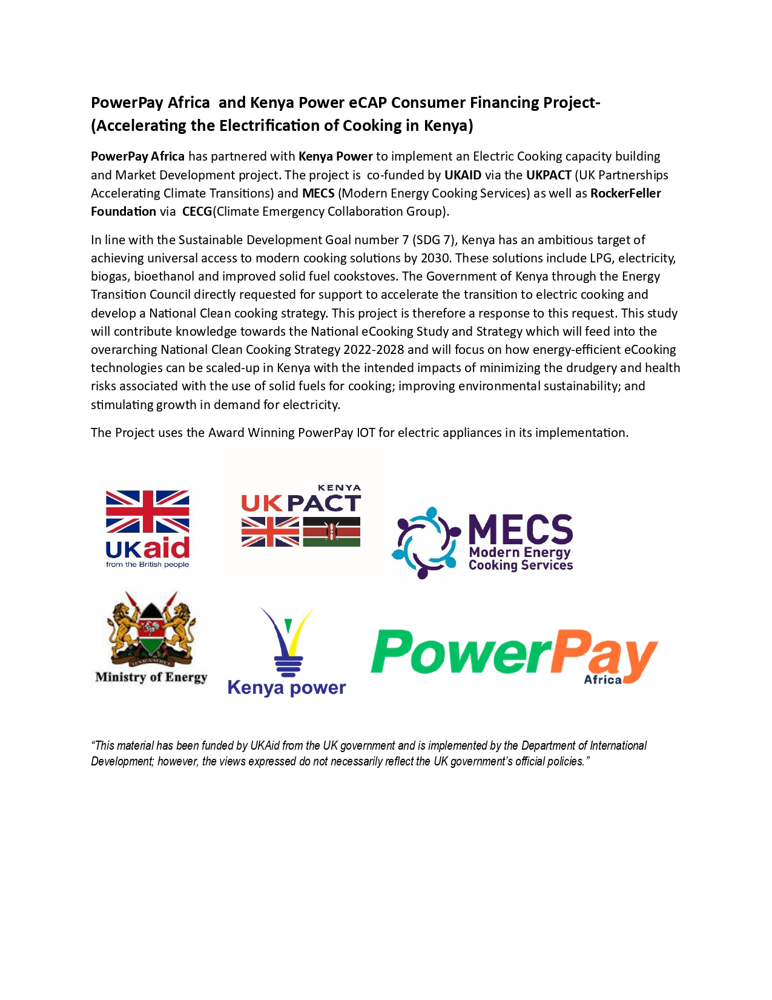 PowerPay Africa  and Kenya Power eCAP Consumer Financing Project-
(Accelerating the Electrification of Cooking in Kenya)
PowerPay Africa has partnered with Kenya Power to implement an Electric Cooking capacity building
and Market Development project. The project is  co-funded by UKAID via the UKPACT (UK Partnerships
Accelerating Climate Transitions) and MECS (Modern Energy Cooking Services) as well as RockerFeller
Foundation via  CECG(Climate Emergency Collaboration Group).
In line with the Sustainable Development Goal number 7 (SDG 7), Kenya has an ambitious target of
achieving universal access to modern cooking solutions by 2030. These solutions include LPG, electricity,
biogas, bioethanol and improved solid fuel cookstoves. The Government of Kenya through the Energy
Transition Council directly requested for support to accelerate the transition to electric cooking and
develop a National Clean cooking strategy. This project is therefore a response to this request. This study
will contribute knowledge towards the National eCooking Study and Strategy which will feed into the
overarching National Clean Cooking Strategy 2022-2028 and will focus on how energy-efficient eCooking
technologies can be scaled-up in Kenya with the intended impacts of minimizing the drudgery and health
risks associated with the use of solid fuels for cooking; improving environmental sustainability; and
stimulating growth in demand for electricity.
The Project uses the Award Winning PowerPay IOT for electric appliances in its implementation.
UKaid
from the British people
KENYA
UKPACT
MECS
Modern Energy
Cooking Services
Ministry of Energy
Kenya power
PowerPay
Africa
“This material has been funded by UKAid from the UK government and is implemented by the Department of International
Development; however, the views expressed do not necessarily reflect the UK government’s official policies.”